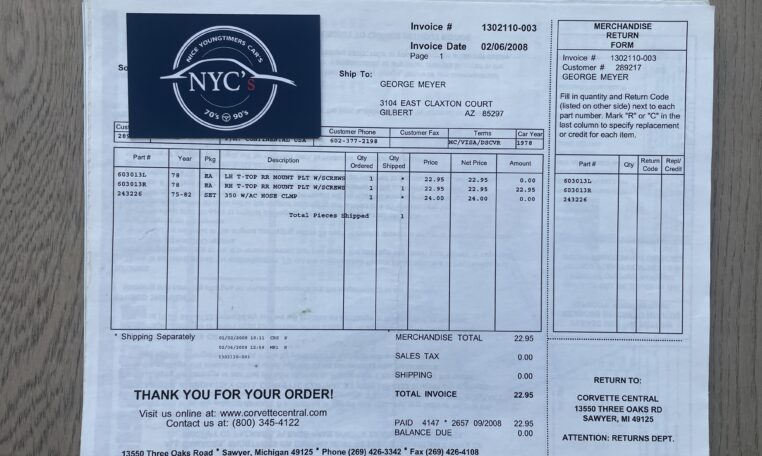 NICE YOUNGTIMERS CAR'S
NYC's
70's 90's
Invoice # 1302110-003
Invoice Date 02/06/2008
Page 1
Ship To:
GEORGE MEYER
3104 EAST CLAXTON COURT
GILBERT AZ 85297
MERCHANDISE
RETURN
FORM
Invoice # 1302110-003
Customer # 289217
GEORGE MEYER
Fill in quantity and Return Code
(listed on other side) next to each
part number. Mark "R" or "C" in the
last column to specify replacement
or credit for each item.
Customer Phone Customer Fax Terms Car Year
CONTINENTAL USA 602-377-2198 MC/VISA/DSCVR 1978
Part # Year Pkg Description Qty Ordered Qty Shipped Price Net Price Amount
603013L 78 EA LH T-TOP RR MOUNT PLT W/SCREWS 1 * 22.95 22.95 0.00
603013R 78 EA RH T-TOP RR MOUNT PLT W/SCREWS 1 1 22.95 22.95 22.95
243226 75-82 SET 350 W/AC HOSE CLMP 1 * 24.00 24.00 0.00
Total Pieces Shipped 1
Part # Qty Return Code Repl/ Credit
603013L
603013R
243226
* Shipping Separately
MERCHANDISE TOTAL 22.95
SALES TAX 0.00
SHIPPING 0.00
TOTAL INVOICE 22.95
PAID 4147 * 2657 09/2008 22.95
BALANCE DUE 0.00
THANK YOU FOR YOUR ORDER!
Visit us online at: www.corvettecentral.com
Contact us at: (800) 345-4122
13550 Three Oaks Road * Sawyer, Michigan 49125 * Phone (269) 426-3342 * Fax (269) 426-4108
RETURN TO:
CORVETTE CENTRAL
13550 THREE OAKS RD
SAWYER, MI 49125
ATTENTION: RETURNS DEPT.